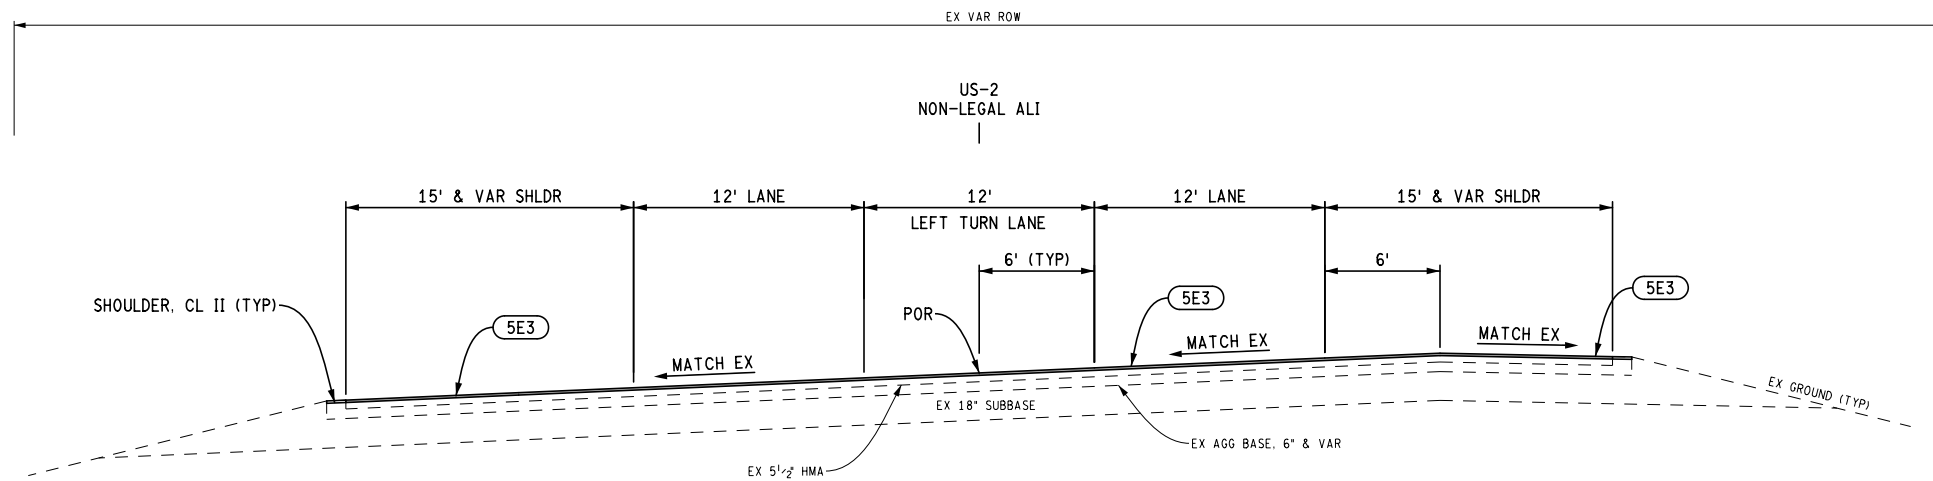 EX VAR ROW
US-2
NON-LEGAL ALI
15' & VAR SHLDR
12' LANE
12'
LEFT TURN LANE
12' LANE
15' & VAR SHLDR
6' (TYP)
6'
SHOULDER, CL II (TYP)
5E3
POR
5E3
5E3
MATCH EX
MATCH EX
MATCH EX
EX GROUND (TYP)
EX 18" SUBBASE
EX AGG BASE, 6" & VAR
EX 5 1/2" HMA